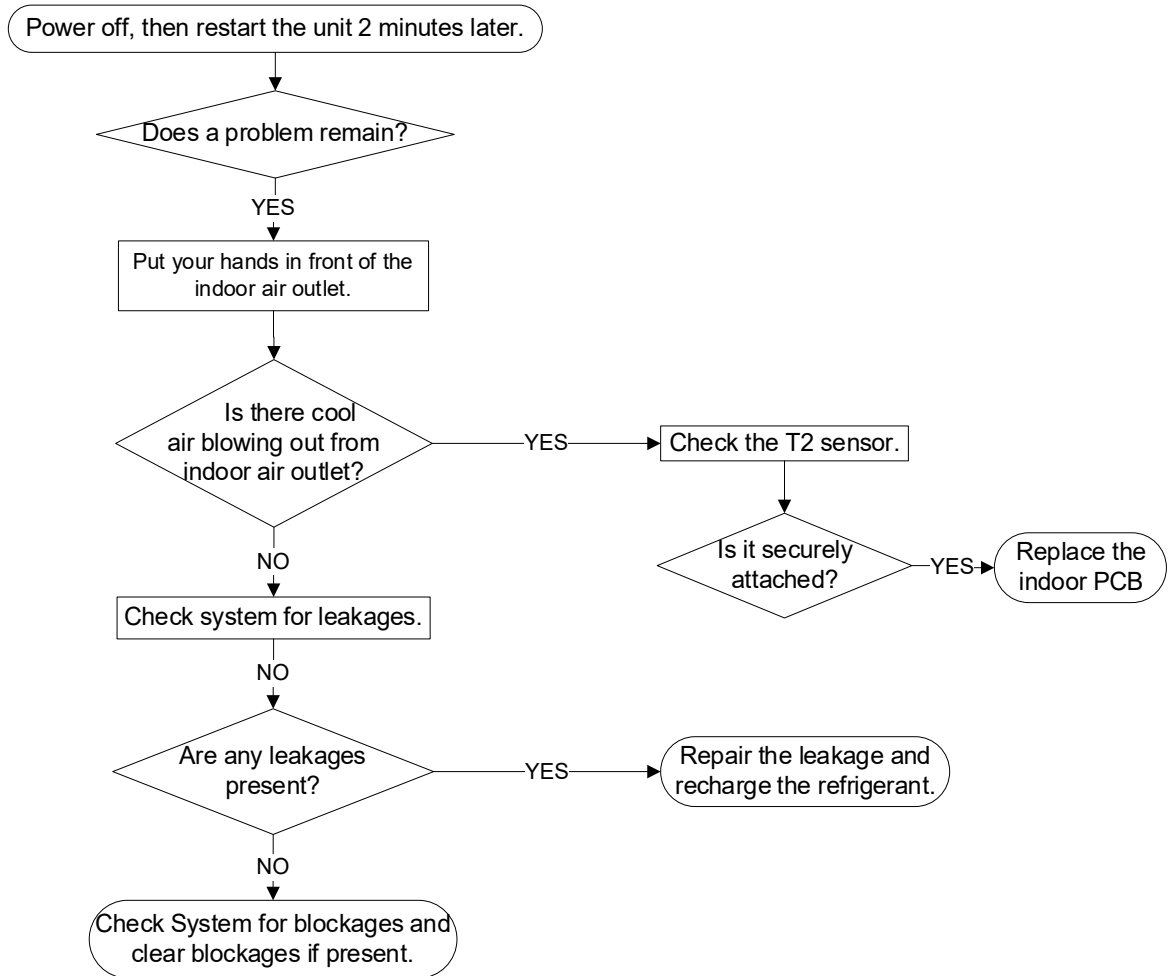 Power off, then restart the unit 2 minutes later.
Does a problem remain?
YES
Put your hands in front of the
indoor air outlet.
Is there cool
air blowing out from
indoor air outlet?
YES
Check the T2 sensor.
Is it securely
attached?
YES
Replace the
indoor PCB
NO
Check system for leakages.
NO
Are any leakages
present?
YES
Repair the leakage and
recharge the refrigerant.
NO
Check System for blockages and
clear blockages if present.